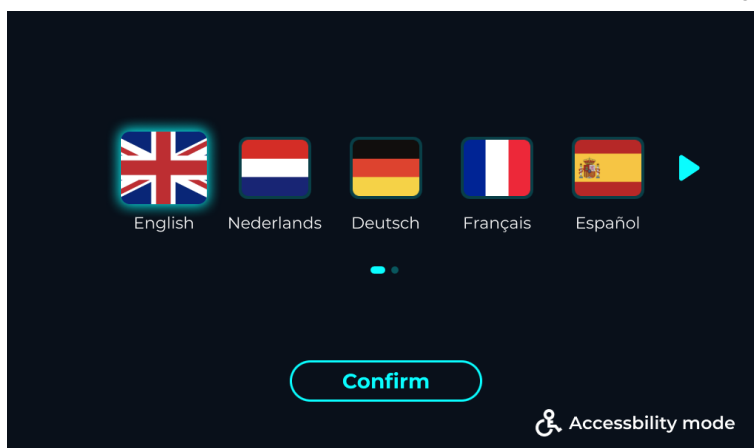 English Nederlands Deutsch Français Español
Confirm
Accessbility mode